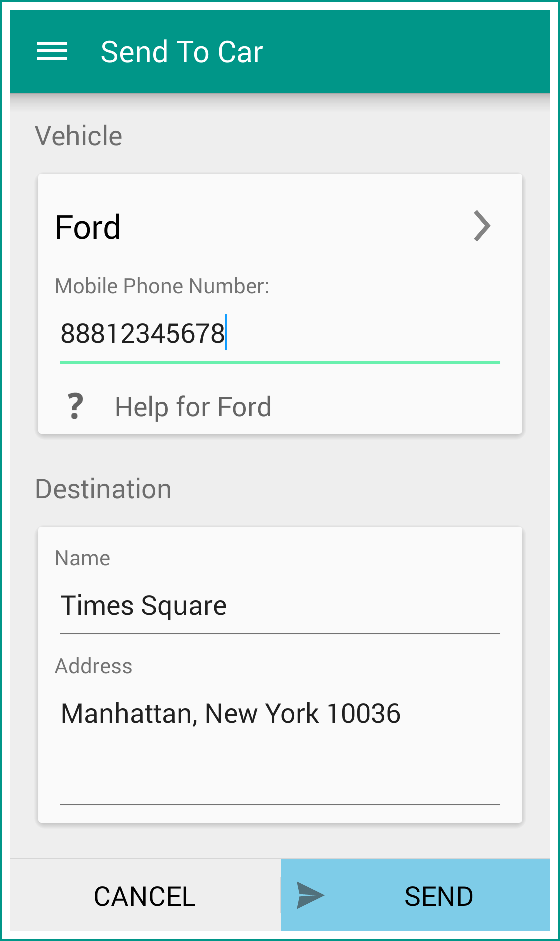 Send To Car
Vehicle
Ford
Mobile Phone Number:
88812345678
? Help for Ford
Destination
Name
Times Square
Address
Manhattan, New York 10036
CANCEL
SEND